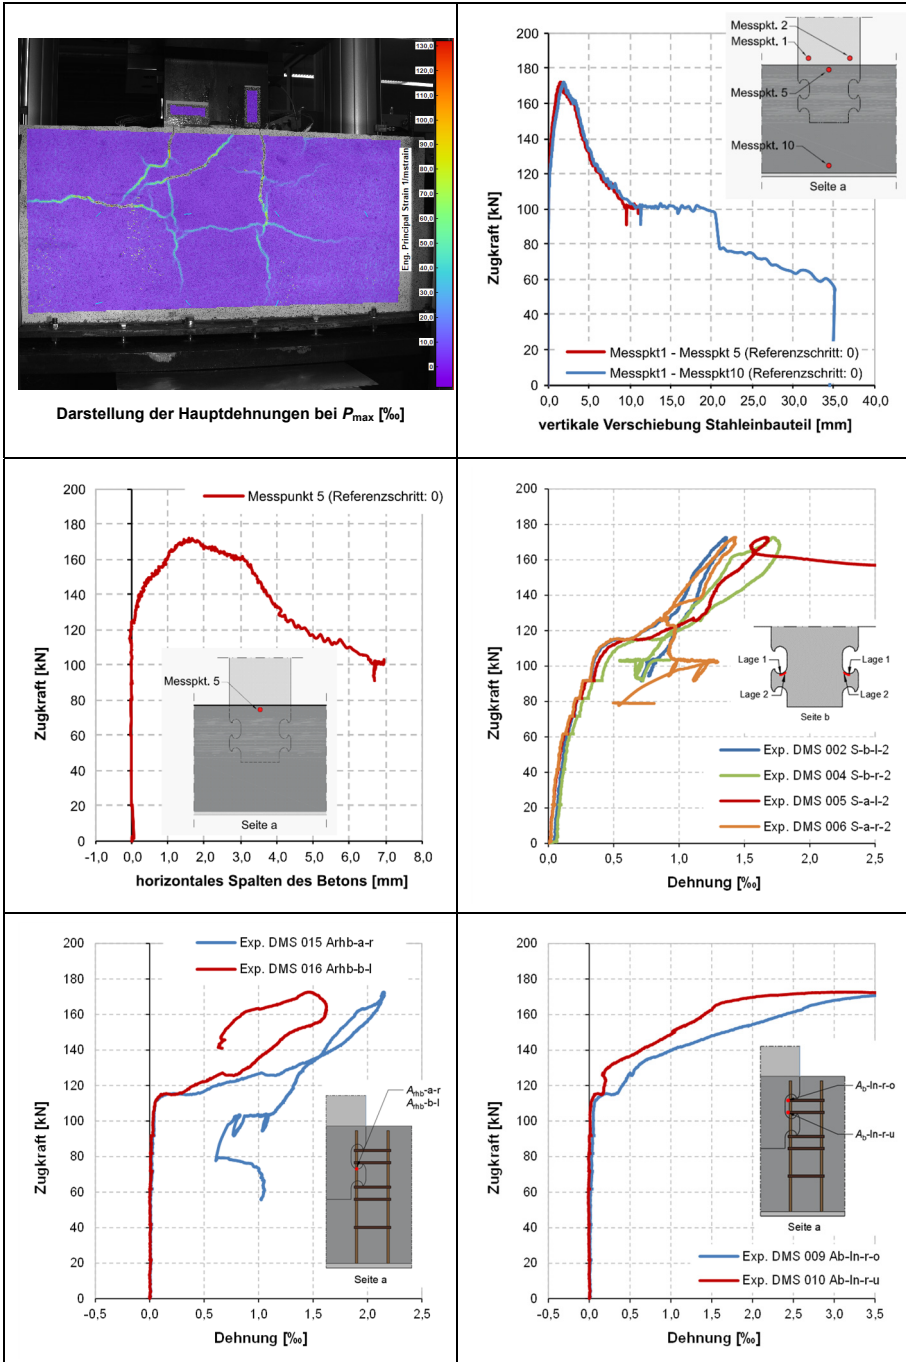 130,0
120,0
110,0
100,0
90,0
80,0
70,0
60,0
50,0
40,0
30,0
20,0
10,0
0
Eng. Principal Strain 1/mstrain
Darstellung der Hauptdehnungen bei Pmax [‰]
Zugkraft [kN]
200
180
160
140
120
100
80
60
40
20
0
0,0 5,0 10,0 15,0 20,0 25,0 30,0 35,0 40,0
vertikale Verschiebung Stahleinbauteil [mm]
Messpkt. 2
Messpkt. 1
Messpkt. 5
Messpkt. 10
Seite a
Messpkt1 - Messpkt 5 (Referenzschritt: 0)
Messpkt1 - Messpkt10 (Referenzschritt: 0)
Zugkraft [kN]
200
180
160
140
120
100
80
60
40
20
0
-1,0 0,0 1,0 2,0 3,0 4,0 5,0 6,0 7,0 8,0
horizontales Spalten des Betons [mm]
Messpunkt 5 (Referenzschritt: 0)
Messpkt. 5
Seite a
Zugkraft [kN]
200
180
160
140
120
100
80
60
40
20
0
0,0 0,5 1,0 1,5 2,0 2,5
Dehnung [‰]
Lage 1 Lage 1
Lage 2 Lage 2
Seite b
Exp. DMS 002 S-b-l-2
Exp. DMS 004 S-b-r-2
Exp. DMS 005 S-a-l-2
Exp. DMS 006 S-a-r-2
Zugkraft [kN]
200
180
160
140
120
100
80
60
40
20
0
-0,5 0,0 0,5 1,0 1,5 2,0 2,5
Dehnung [‰]
Exp. DMS 015 Arhb-a-r
Exp. DMS 016 Arhb-b-l
Arhb-a-r
Arhb-b-l
Seite a
Zugkraft [kN]
200
180
160
140
120
100
80
60
40
20
0
-0,5 0,0 0,5 1,0 1,5 2,0 2,5 3,0 3,5
Dehnung [‰]
Ab-ln-r-o
Ab-ln-r-u
Seite a
Exp. DMS 009 Ab-ln-r-o
Exp. DMS 010 Ab-ln-r-u